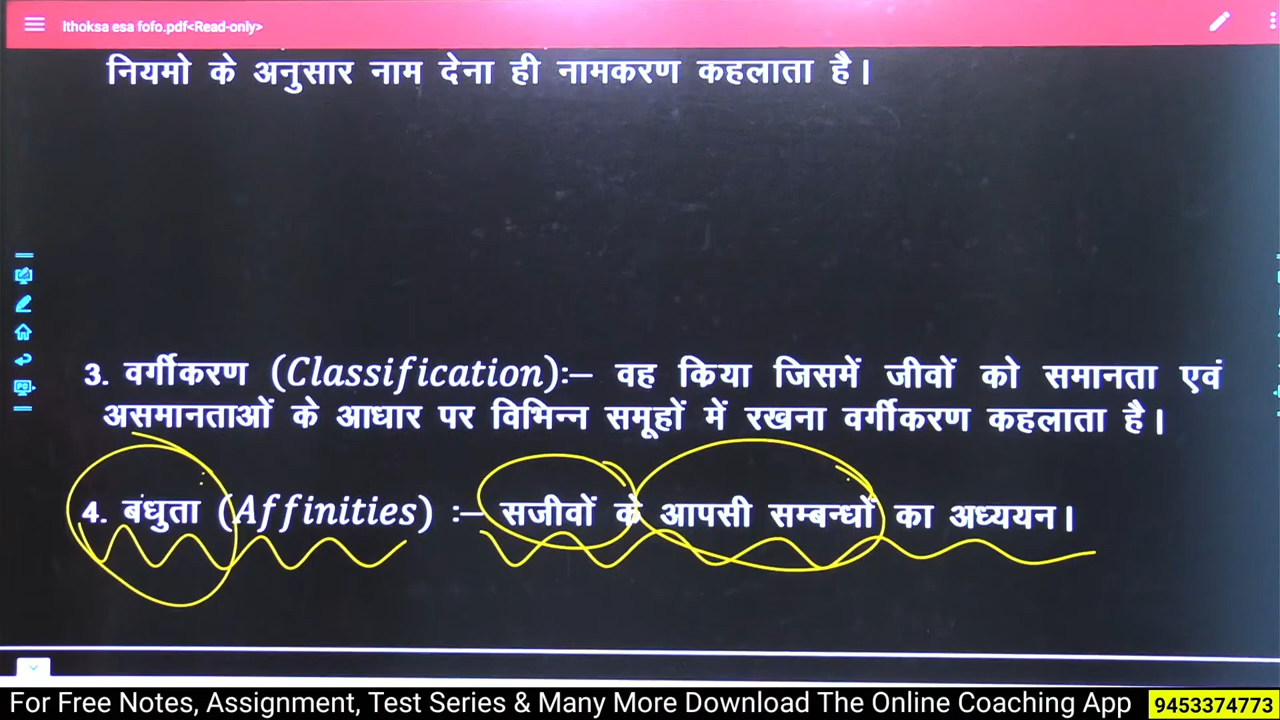 Ithoksa esa fofo.pdf<Read-only>
नियमो के अनुसार नाम देना ही नामकरण कहलाता है।
3. वर्गीकरण (Classification):– वह किया जिसमें जीवों को समानता एवं
असमानताओं के आधार पर विभिन्न समूहों में रखना वर्गीकरण कहलाता है।
4. बंधुता (Affinities) :– सजीवों के आपसी सम्बन्धों का अध्ययन।
For Free Notes, Assignment, Test Series & Many More Download The Online Coaching App 9453374773